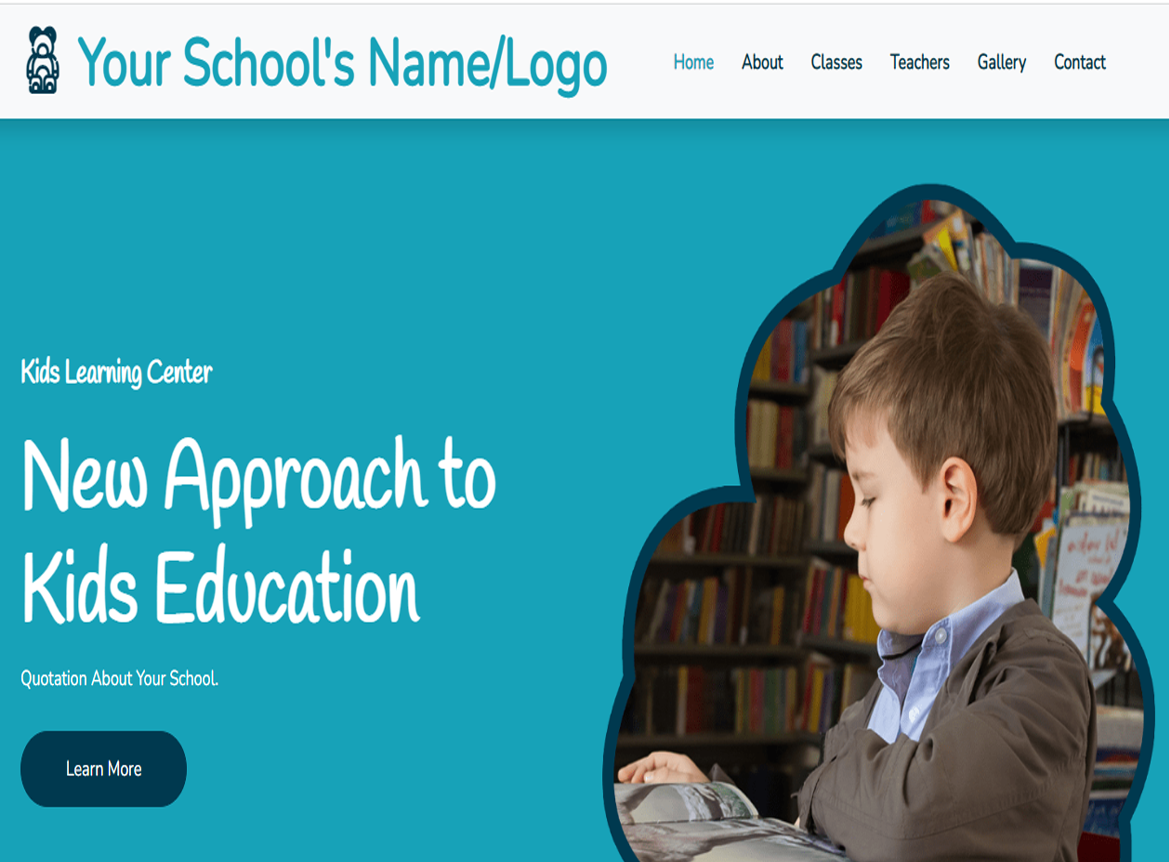 Your School's Name/Logo
Home About Classes Teachers Gallery Contact
Kids Learning Center
New Approach to
Kids Education
Quotation About Your School.
Learn More